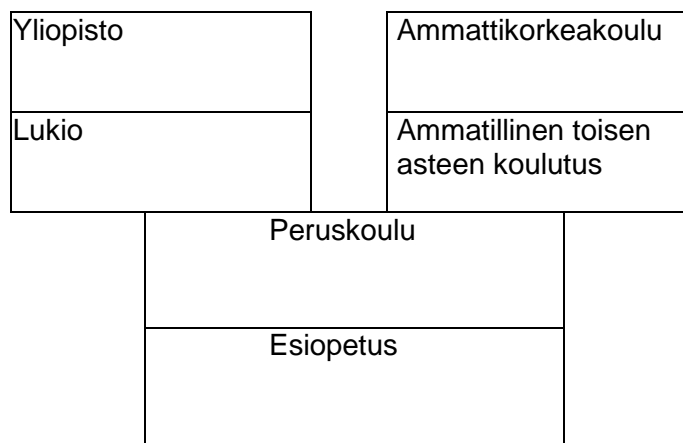 Yliopisto
Ammattikorkeakoulu
Lukio
Ammatillinen toisen
asteen koulutus
Peruskoulu
Esiopetus